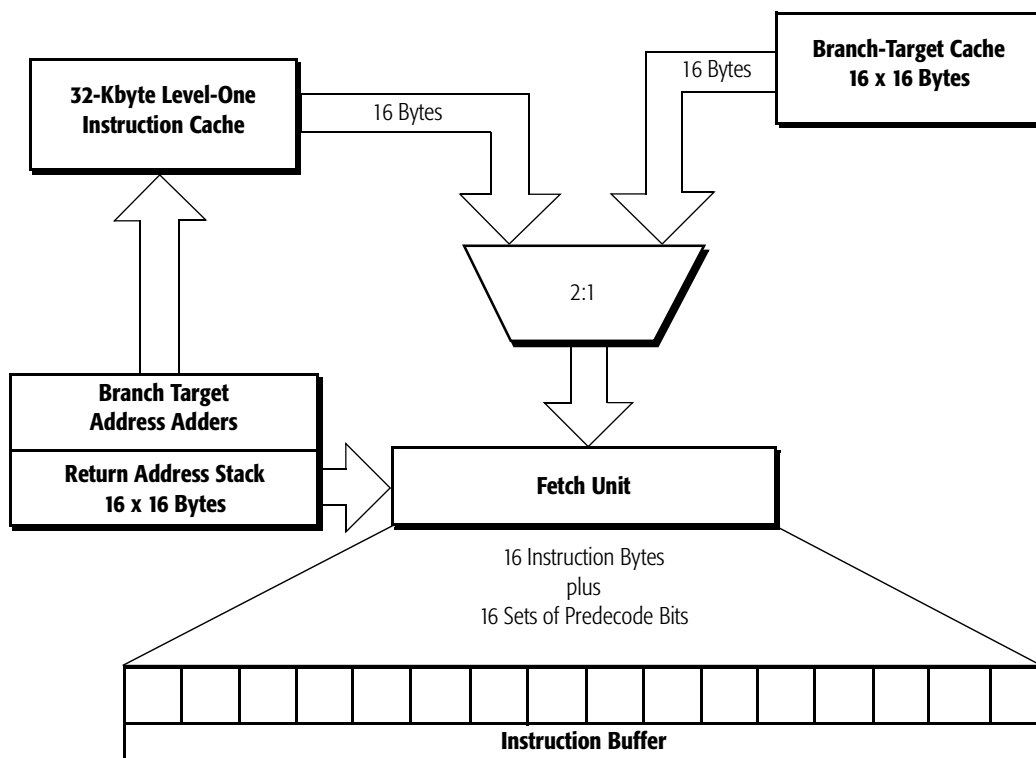 32-Kbyte Level-One
Instruction Cache
16 Bytes
16 Bytes
Branch-Target Cache
16 x 16 Bytes
2:1
Branch Target
Address Adders
Return Address Stack
16 x 16 Bytes
Fetch Unit
16 Instruction Bytes
plus
16 Sets of Predecode Bits
Instruction Buffer